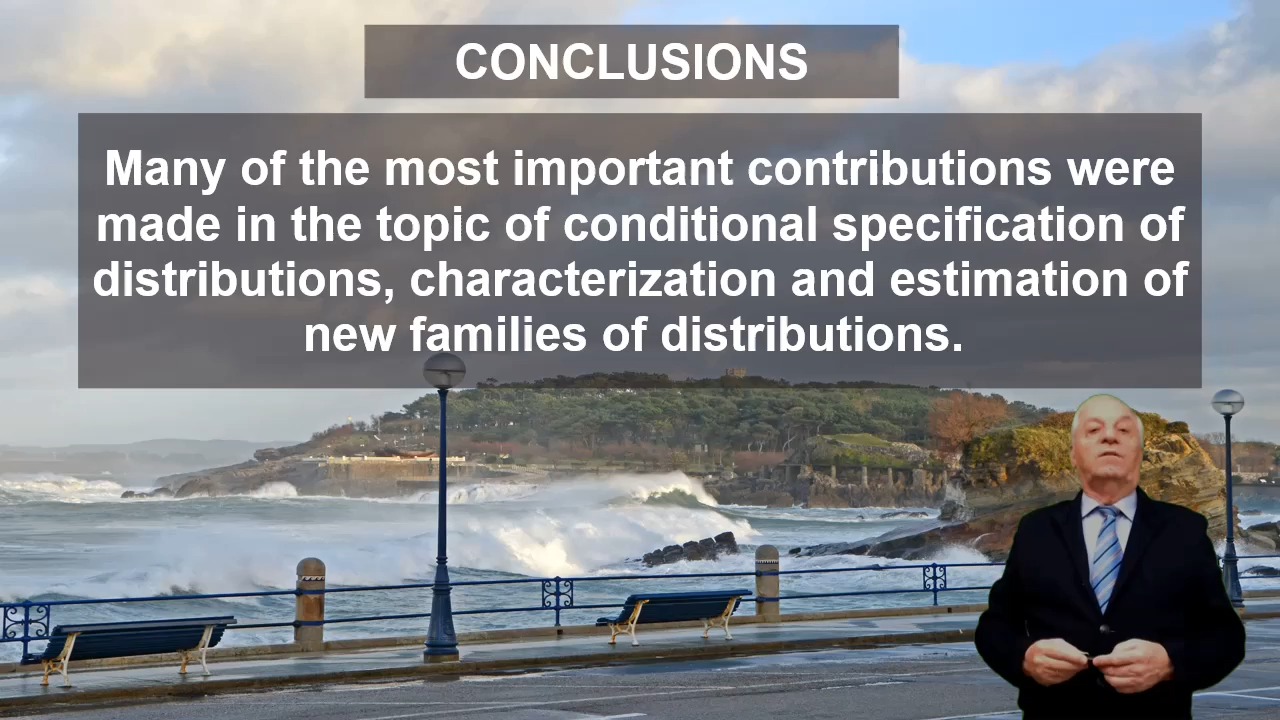 CONCLUSIONS
Many of the most important contributions were
made in the topic of conditional specification of
distributions, characterization and estimation of
new families of distributions.